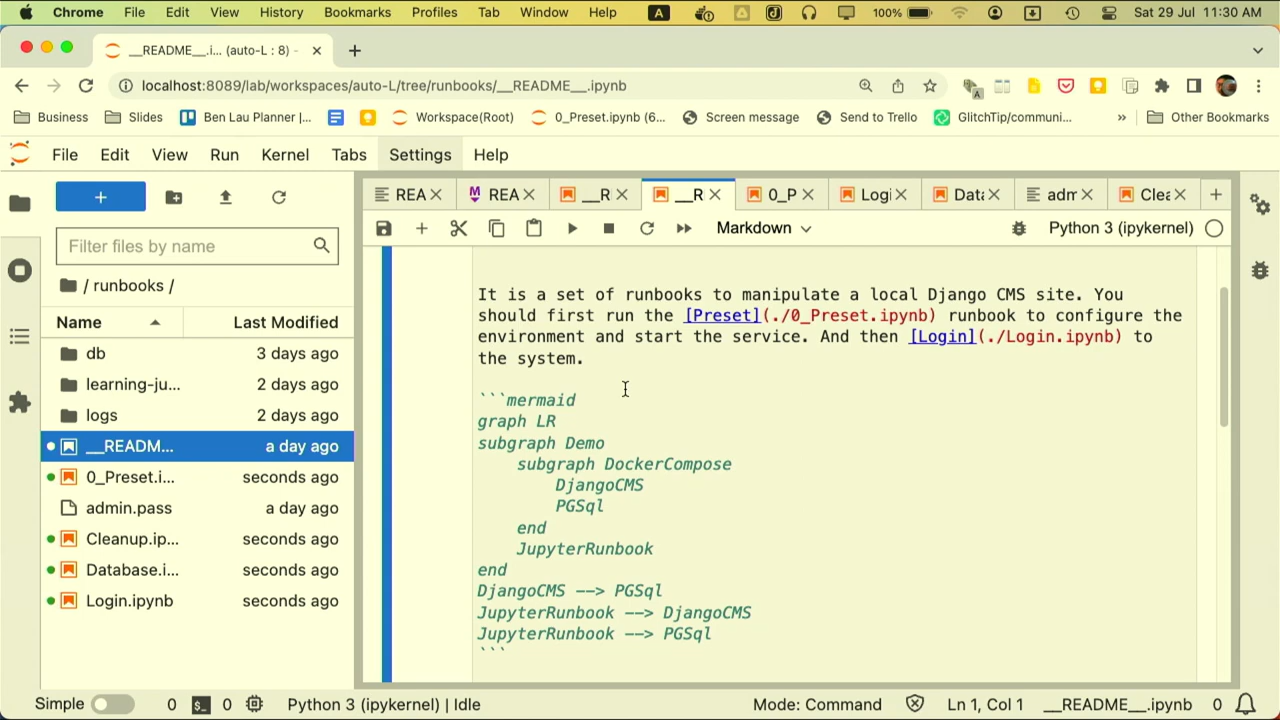 Chrome File Edit View History Bookmarks Profiles Tab Window Help A 100% Sat 29 Jul 11:30 AM
__README__.i... (auto-L : 8) -
localhost:8089/lab/workspaces/auto-L/tree/runbooks/__README__.ipynb
Business Slides Ben Lau Planner |... Workspace(Root) 0_Preset.ipynb (6... Screen message Send to Trello GlitchTip/communi... » Other Bookmarks
File Edit View Run Kernel Tabs Settings Help
REA __R __R 0_P Logi Data adm Clea
Filter files by name
Markdown Python 3 (ipykernel)
/ runbooks /
Name Last Modified
db 3 days ago
learning-ju... 2 days ago
logs 2 days ago
__READM... a day ago
0_Preset.i... seconds ago
admin.pass a day ago
Cleanup.ip... seconds ago
Database.i... seconds ago
Login.ipynb seconds ago
It is a set of runbooks to manipulate a local Django CMS site. You
should first run the [Preset](./0_Preset.ipynb) runbook to configure the
environment and start the service. And then [Login](./Login.ipynb) to
the system.
```mermaid
graph LR
subgraph Demo
    subgraph DockerCompose
        DjangoCMS
        PGSql
    end
    JupyterRunbook
end
DjangoCMS --> PGSql
JupyterRunbook --> DjangoCMS
JupyterRunbook --> PGSql
```
Simple 0 $_ 0 Python 3 (ipykernel) | Idle Mode: Command Ln 1, Col 1 __README__.ipynb 0